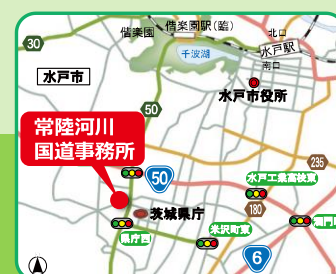 偕楽園
偕楽園駅(臨)
北口
水戸駅
南口
30
千波湖
水戸市
水戸市役所
50
常陸河川
国道事務所
50
水戸工業高校東
235
茨城県庁
180
県庁西
米沢町東
6